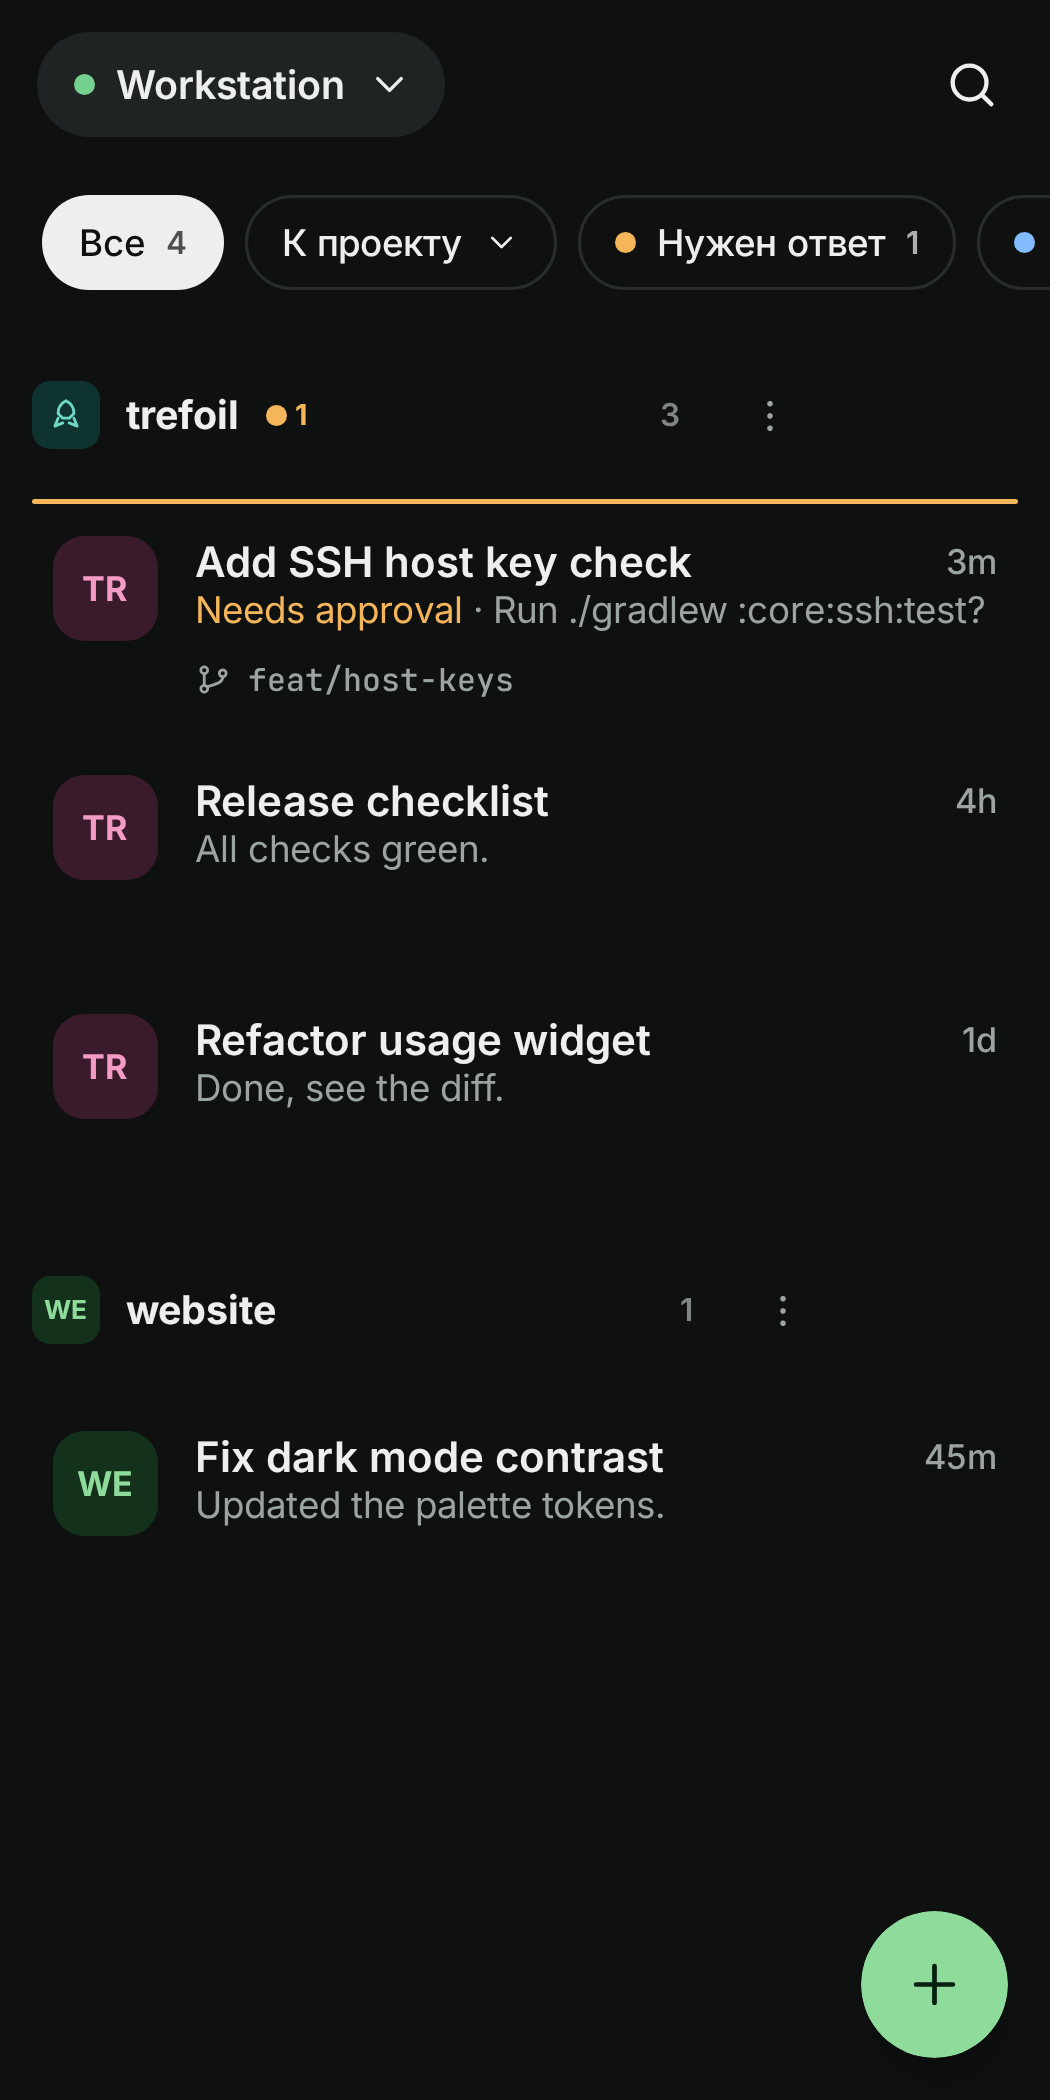 Workstation
Все 4
К проекту
Нужен ответ 1
trefoil 1 3
TR
Add SSH host key check 3m
Needs approval · Run ./gradlew :core:ssh:test?
feat/host-keys
TR
Release checklist 4h
All checks green.
TR
Refactor usage widget 1d
Done, see the diff.
WE website 1
WE
Fix dark mode contrast 45m
Updated the palette tokens.